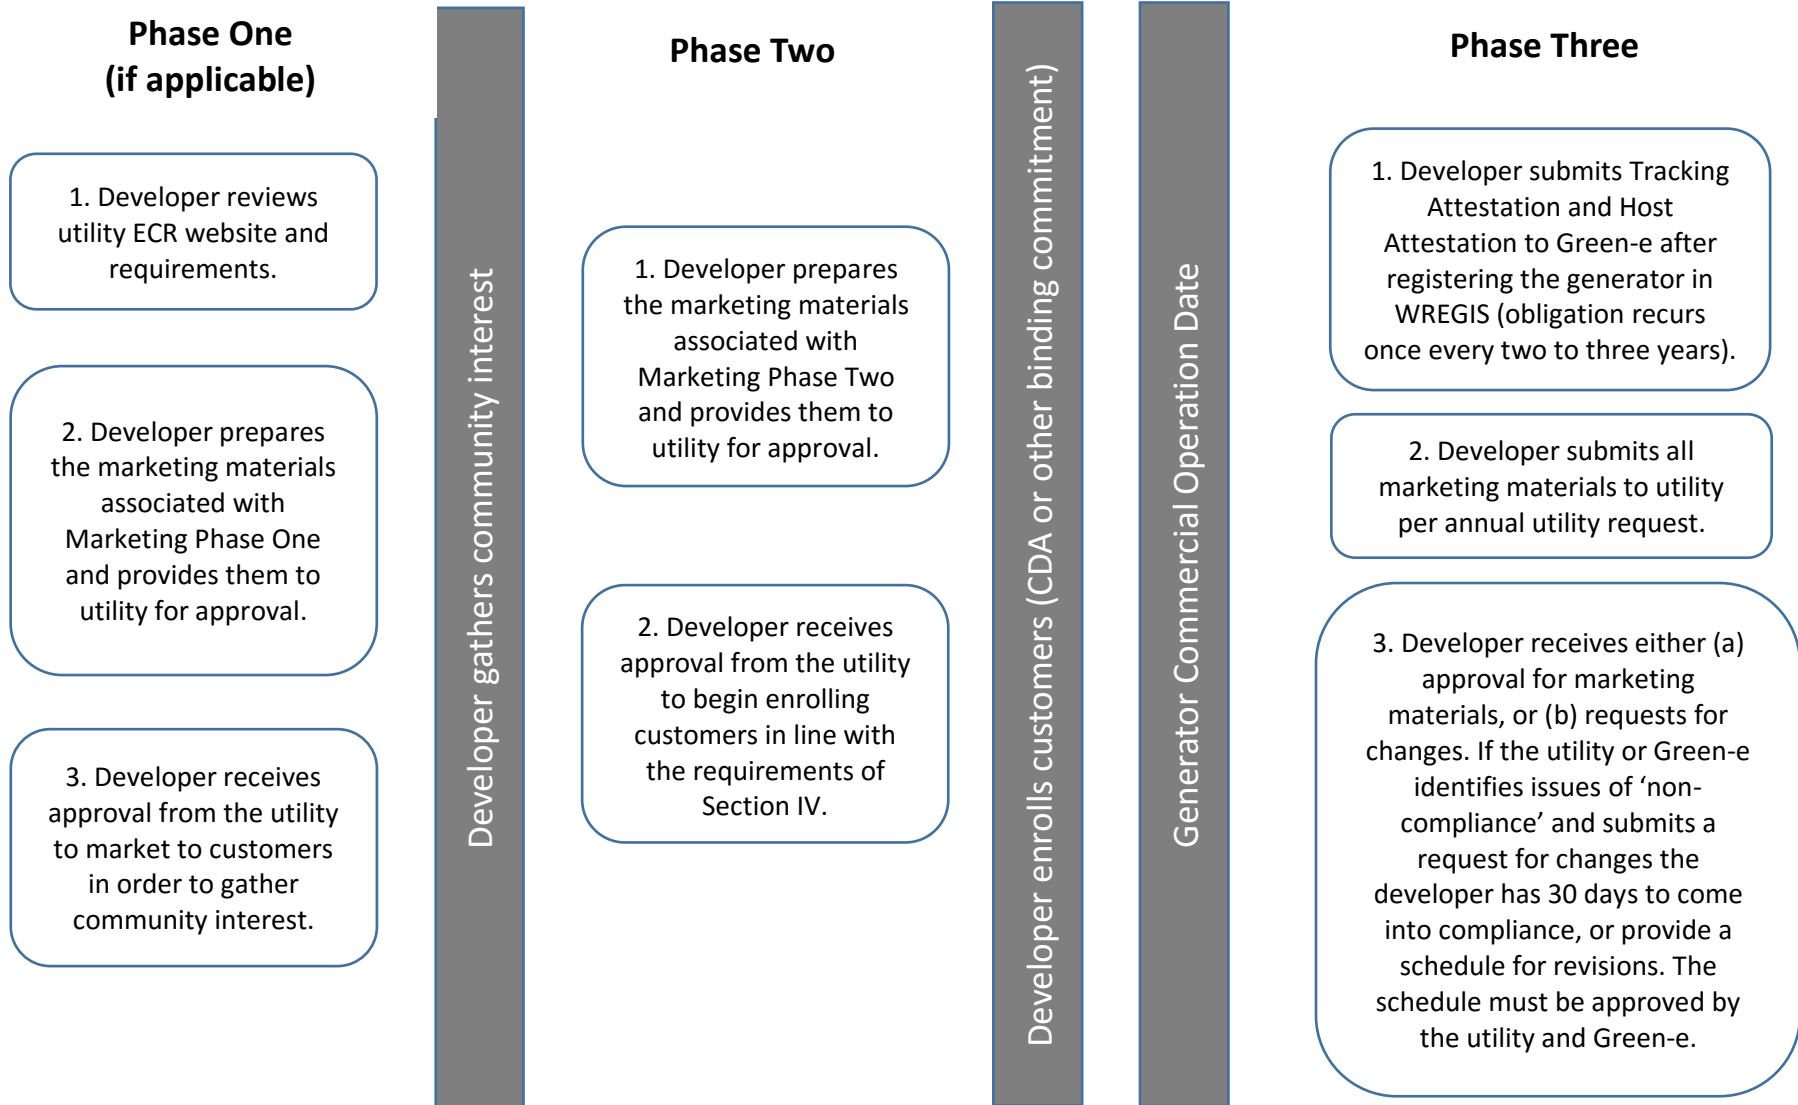 Phase One
(if applicable)
1. Developer reviews
utility ECR website and
requirements.
2. Developer prepares
the marketing materials
associated with
Marketing Phase One
and provides them to
utility for approval.
3. Developer receives
approval from the utility
to market to customers
in order to gather
community interest.
Developer gathers community interest
Phase Two
1. Developer prepares
the marketing materials
associated with
Marketing Phase Two
and provides them to
utility for approval.
2. Developer receives
approval from the utility
to begin enrolling
customers in line with
the requirements of
Section IV.
Developer enrolls customers (CDA or other binding commitment)
Generator Commercial Operation Date
Phase Three
1. Developer submits Tracking
Attestation and Host
Attestation to Green-e after
registering the generator in
WREGIS (obligation recurs
once every two to three years).
2. Developer submits all
marketing materials to utility
per annual utility request.
3. Developer receives either (a)
approval for marketing
materials, or (b) requests for
changes. If the utility or Green-e
identifies issues of ‘non-
compliance’ and submits a
request for changes the
developer has 30 days to come
into compliance, or provide a
schedule for revisions. The
schedule must be approved by
the utility and Green-e.